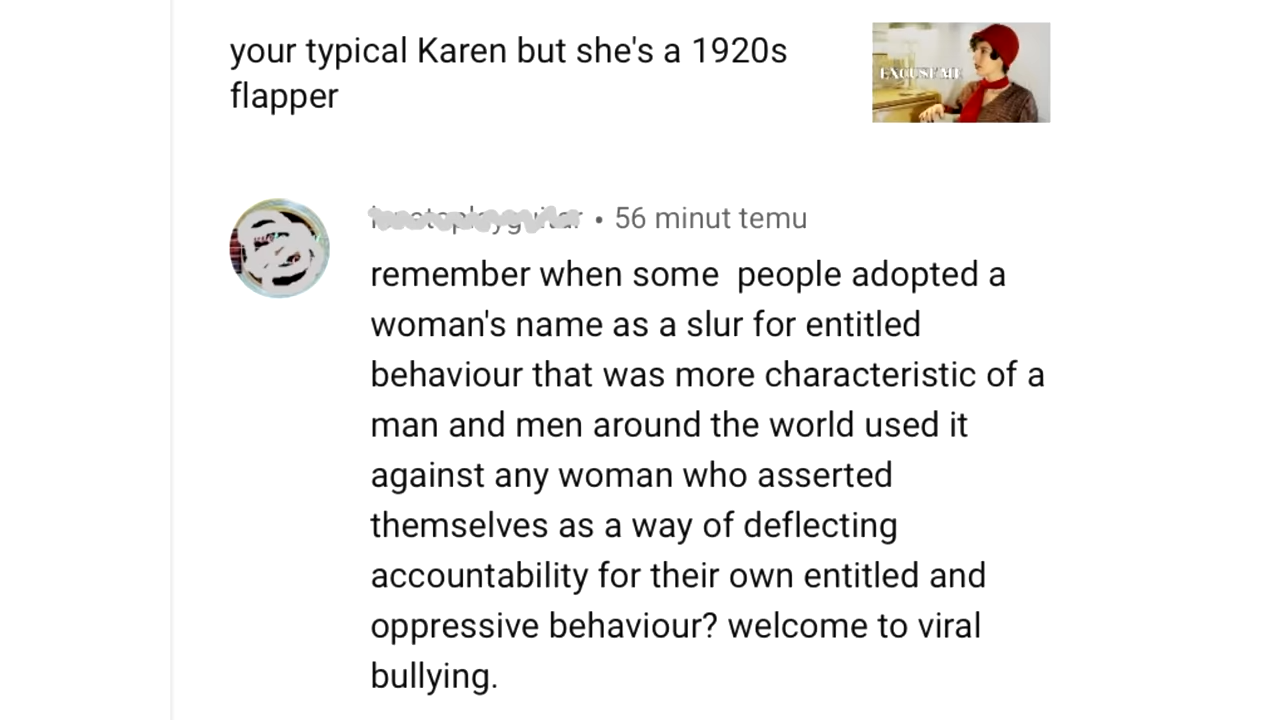 your typical Karen but she's a 1920s
flapper
EXCUSE ME
• 56 minut temu
remember when some  people adopted a
woman's name as a slur for entitled
behaviour that was more characteristic of a
man and men around the world used it
against any woman who asserted
themselves as a way of deflecting
accountability for their own entitled and
oppressive behaviour? welcome to viral
bullying.